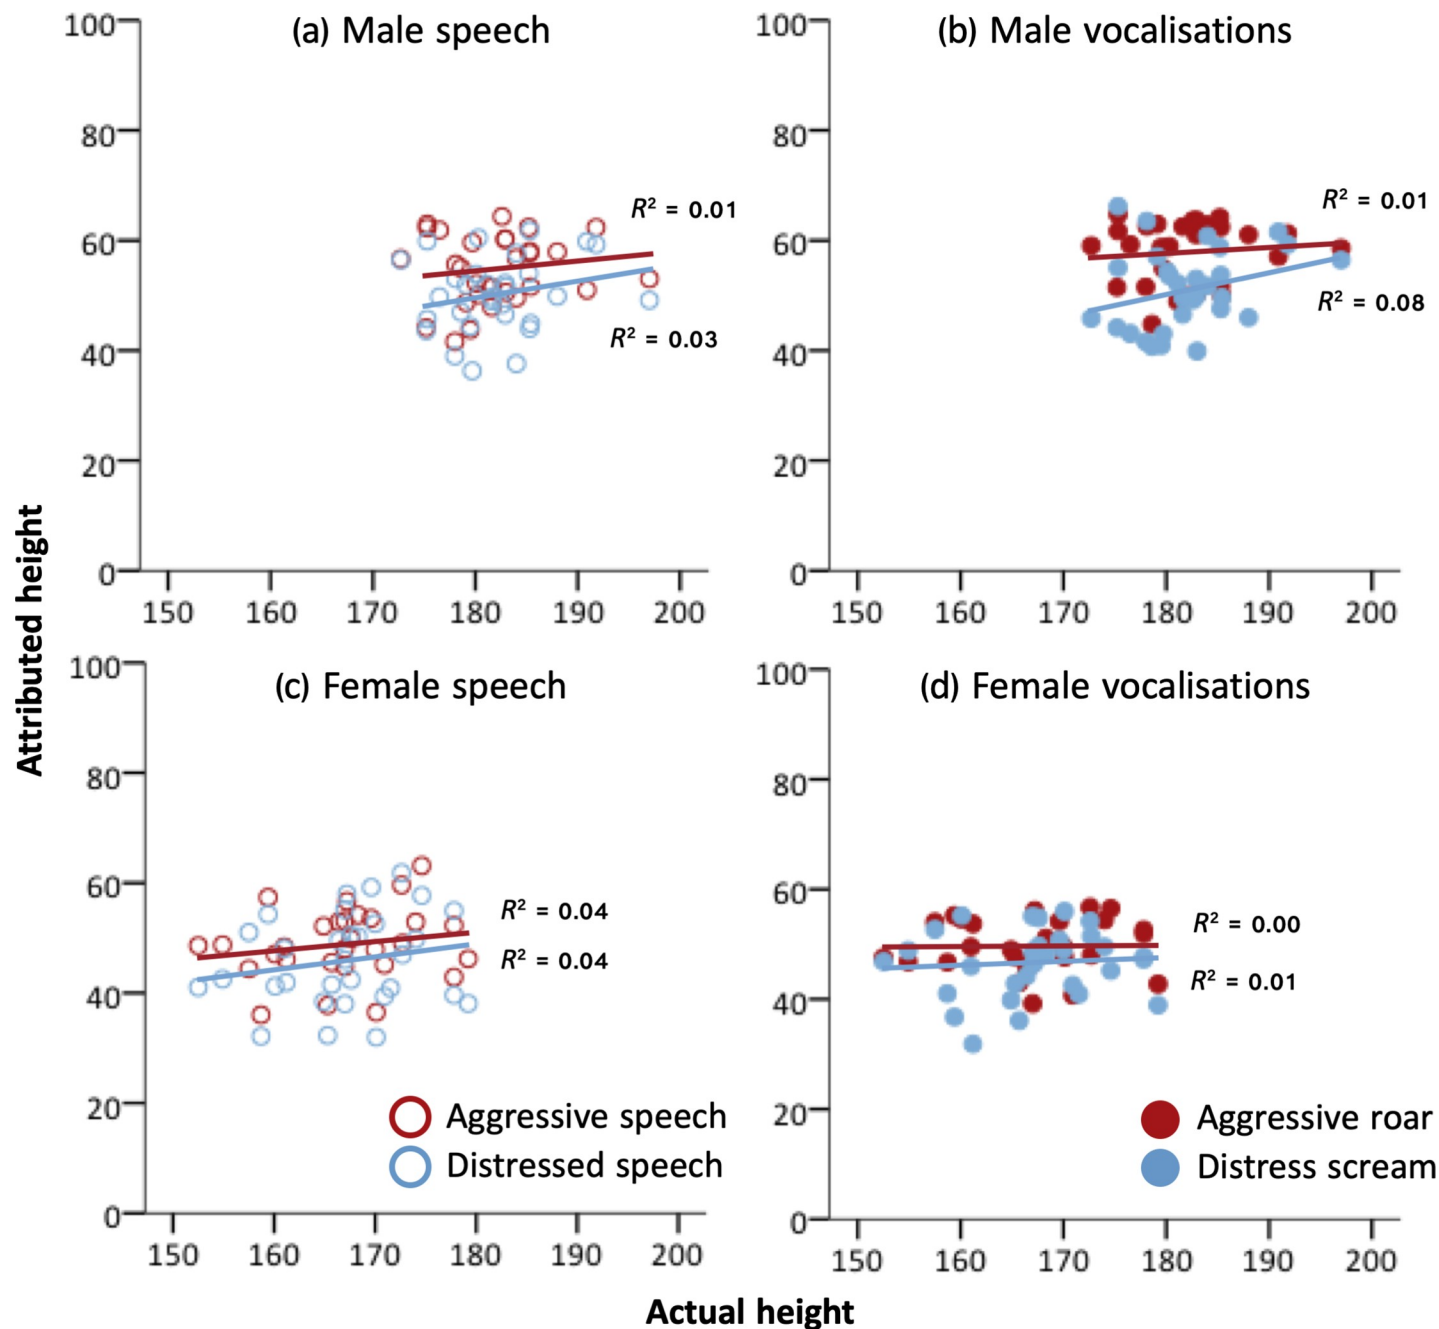 (a) Male speech
100
80
60
40
20
0
R² = 0.01
R² = 0.03
150 160 170 180 190 200
(b) Male vocalisations
100
80
60
40
20
0
R² = 0.01
R² = 0.08
150 160 170 180 190 200
Attributed height
(c) Female speech
100
80
60
40
20
0
R² = 0.04
R² = 0.04
Aggressive speech
Distressed speech
150 160 170 180 190 200
(d) Female vocalisations
100
80
60
40
20
0
R² = 0.00
R² = 0.01
Aggressive roar
Distress scream
150 160 170 180 190 200
Actual height